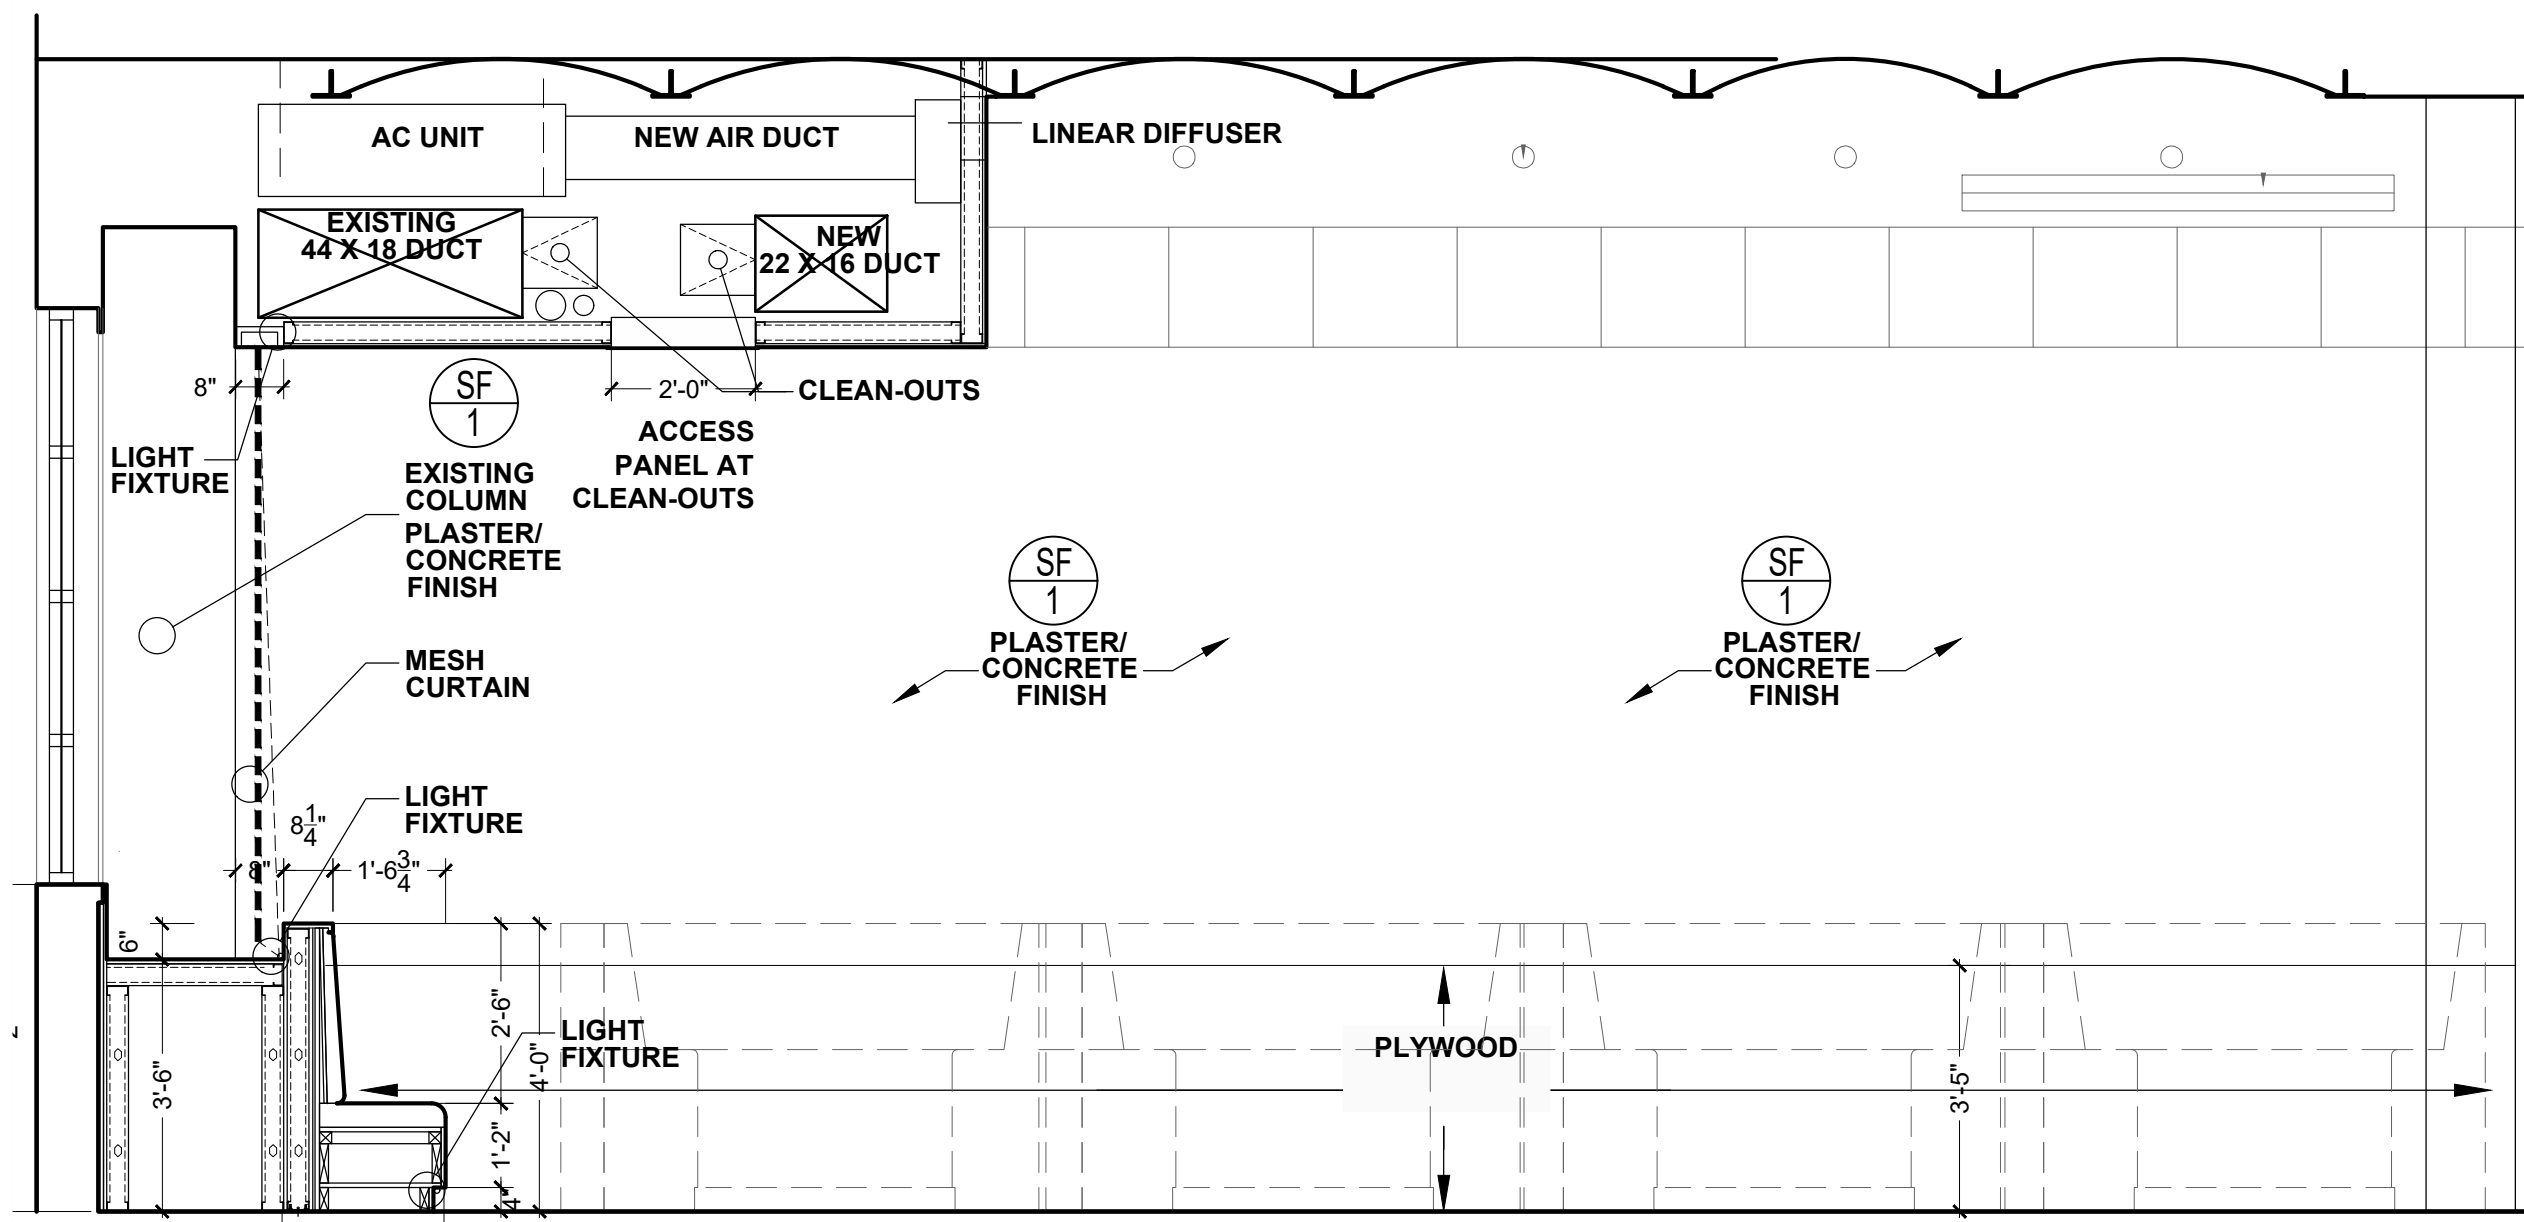 AC UNIT
NEW AIR DUCT
LINEAR DIFFUSER
EXISTING
44 X 18 DUCT
NEW
22 X 16 DUCT
8"
SF
1
2'-0"
CLEAN-OUTS
ACCESS
PANEL AT
CLEAN-OUTS
LIGHT
FIXTURE
EXISTING
COLUMN
PLASTER/
CONCRETE
FINISH
SF
1
PLASTER/
CONCRETE
FINISH
SF
1
PLASTER/
CONCRETE
FINISH
MESH
CURTAIN
LIGHT
FIXTURE
8 1/4"
8"
1'-6 3/4"
6"
3'-6"
2'-6"
4'-0"
1'-2"
4"
LIGHT
FIXTURE
PLYWOOD
3'-5"